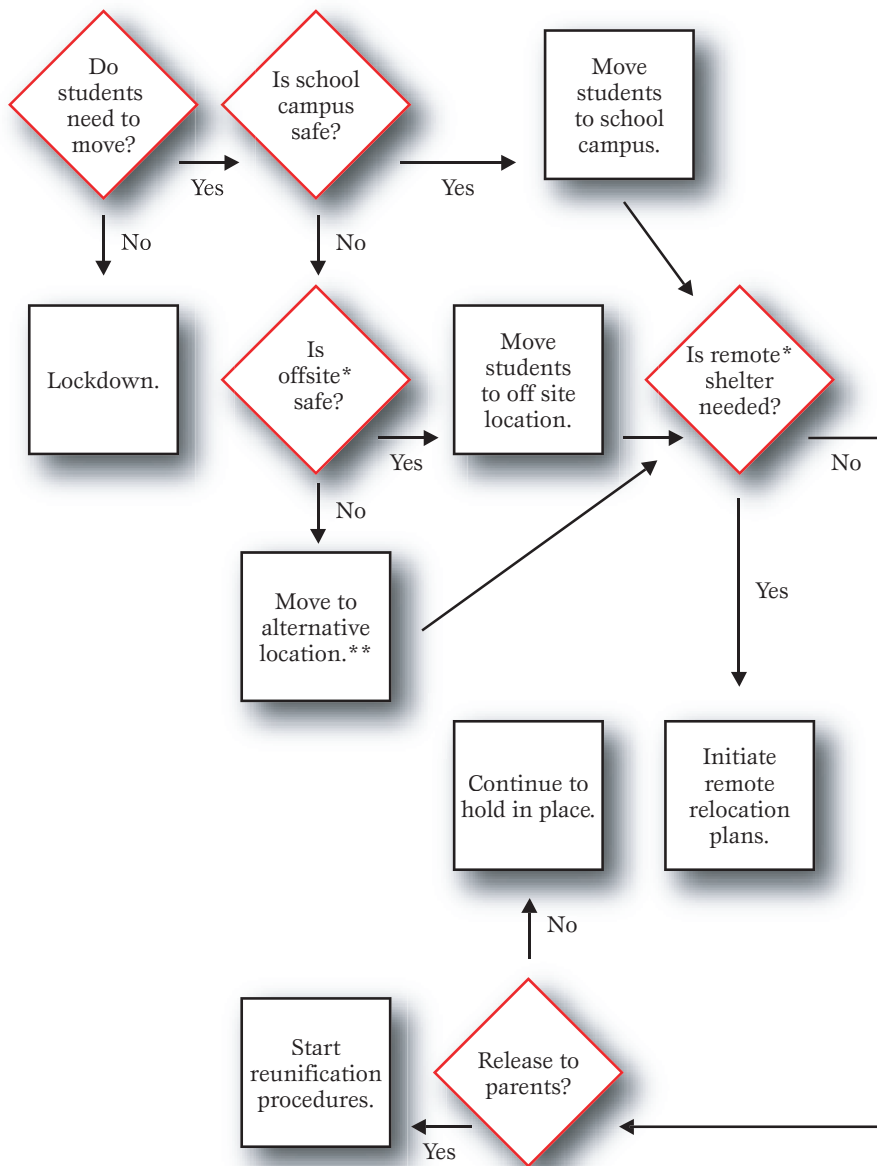 Do
students
need to
move?
Yes
No
Is school
campus
safe?
Yes
No
Move
students
to school
campus.
Lockdown.
Is
offsite*
safe?
Yes
No
Move
students
to off site
location.
Is remote*
shelter
needed?
No
Yes
Move to
alternative
location.**
Continue to
hold in place.
Initiate
remote
relocation
plans.
No
Start
reunification
procedures.
Release to
parents?
Yes